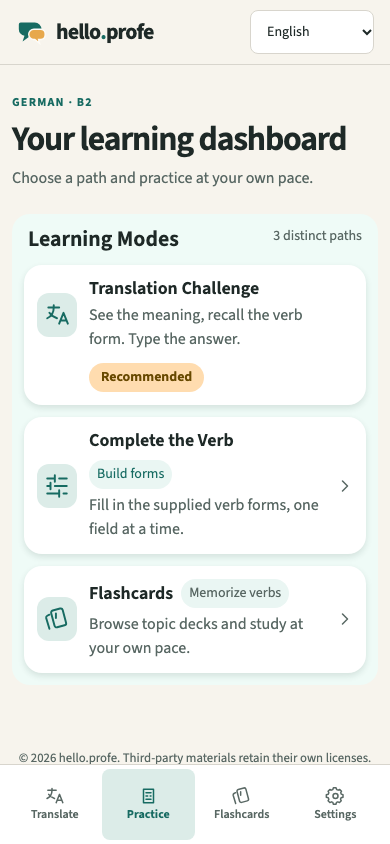 hello.profe
English
GERMAN · B2
Your learning dashboard
Choose a path and practice at your own pace.
Learning Modes
3 distinct paths
Translation Challenge
See the meaning, recall the verb
form. Type the answer.
Recommended
Complete the Verb
Build forms
Fill in the supplied verb forms, one
field at a time.
Flashcards
Memorize verbs
Browse topic decks and study at
your own pace.
© 2026 hello.profe. Third-party materials retain their own licenses.
Translate
Practice
Flashcards
Settings